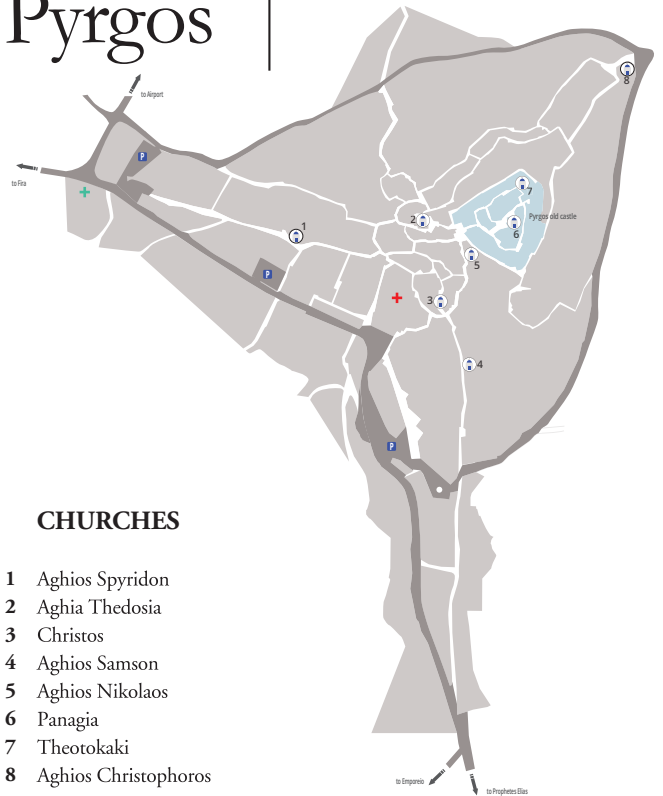 Pyrgos
to Airport
P
8
to Fira
7
1
2
Pyrgos old castle
6
5
P
3
4
P
CHURCHES
1 Aghios Spyridon
2 Aghia Thedosia
3 Christos
4 Aghios Samson
5 Aghios Nikolaos
6 Panagia
7 Theotokaki
8 Aghios Christophoros
to Emporeio
to Prophetes Elias